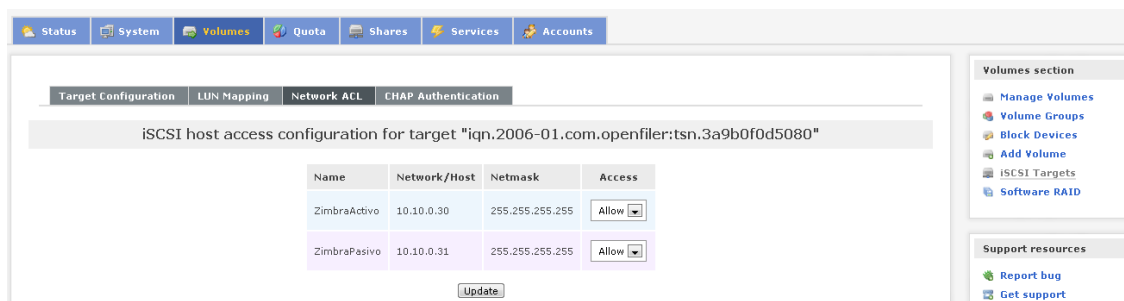 Status System Volumes Quota Shares Services Accounts
Target Configuration LUN Mapping Network ACL CHAP Authentication
iSCSI host access configuration for target "iqn.2006-01.com.openfiler:tsn.3a9b0f0d5080"
Name Network/Host Netmask Access
ZimbraActivo 10.10.0.30 255.255.255.255 Allow
ZimbraPasivo 10.10.0.31 255.255.255.255 Allow
Update
Volumes section
Manage Volumes
Volume Groups
Block Devices
Add Volume
iSCSI Targets
Software RAID
Support resources
Report bug
Get support